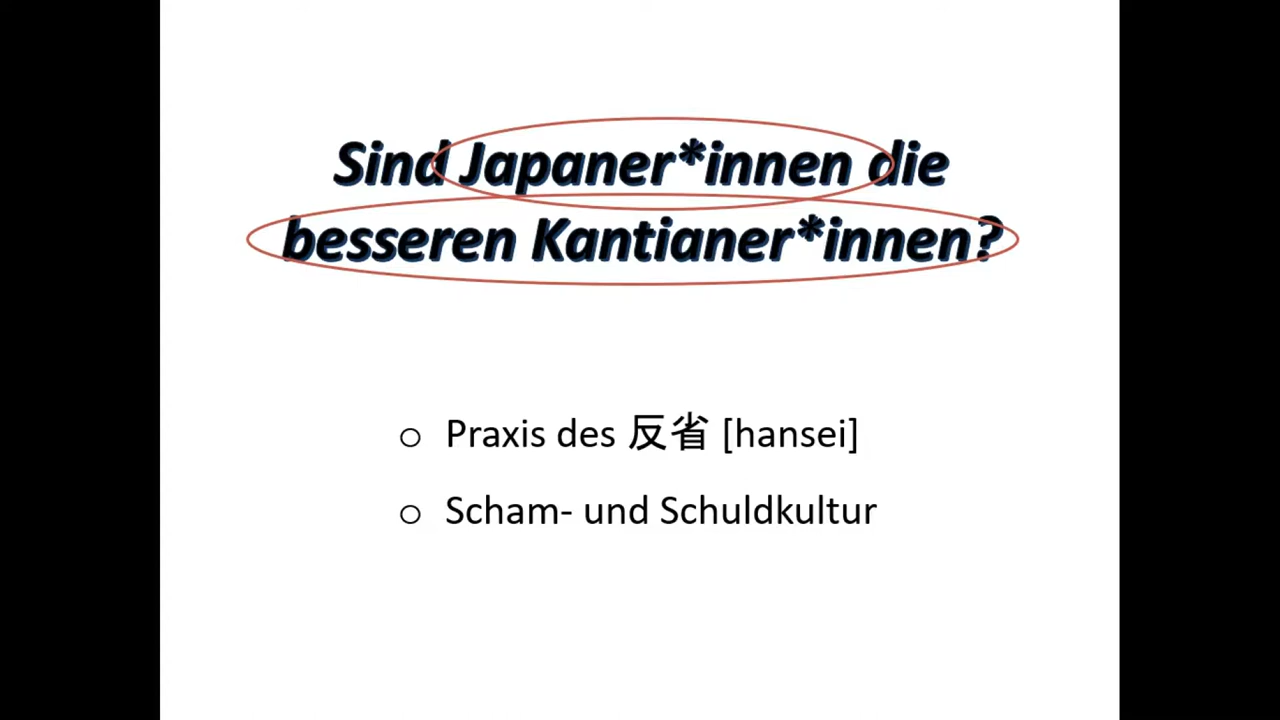 Sind Japaner*innen die
besseren Kantianer*innen?
o Praxis des 反省 [hansei]
o Scham- und Schuldkultur